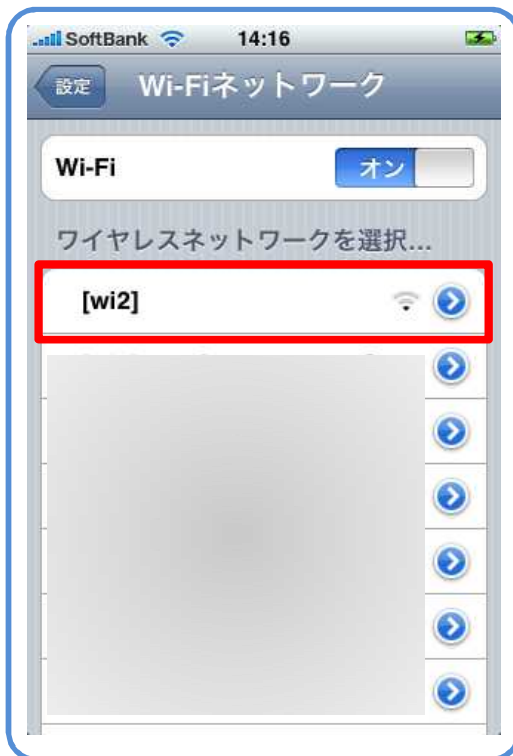 SoftBank 14:16
設定 Wi-Fiネットワーク
Wi-Fi オン
ワイヤレスネットワークを選択...
[wi2]